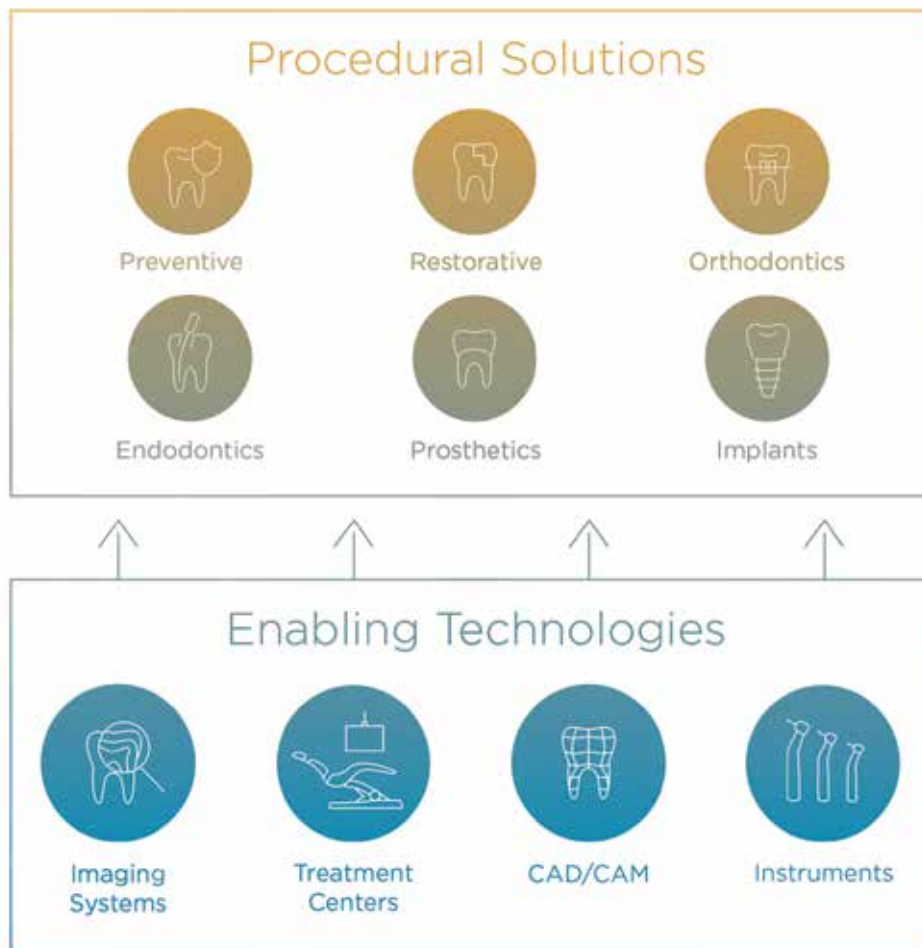 Procedural Solutions
Preventive
Restorative
Orthodontics
Endodontics
Prosthetics
Implants
Enabling Technologies
Imaging
Systems
Treatment
Centers
CAD/CAM
Instruments